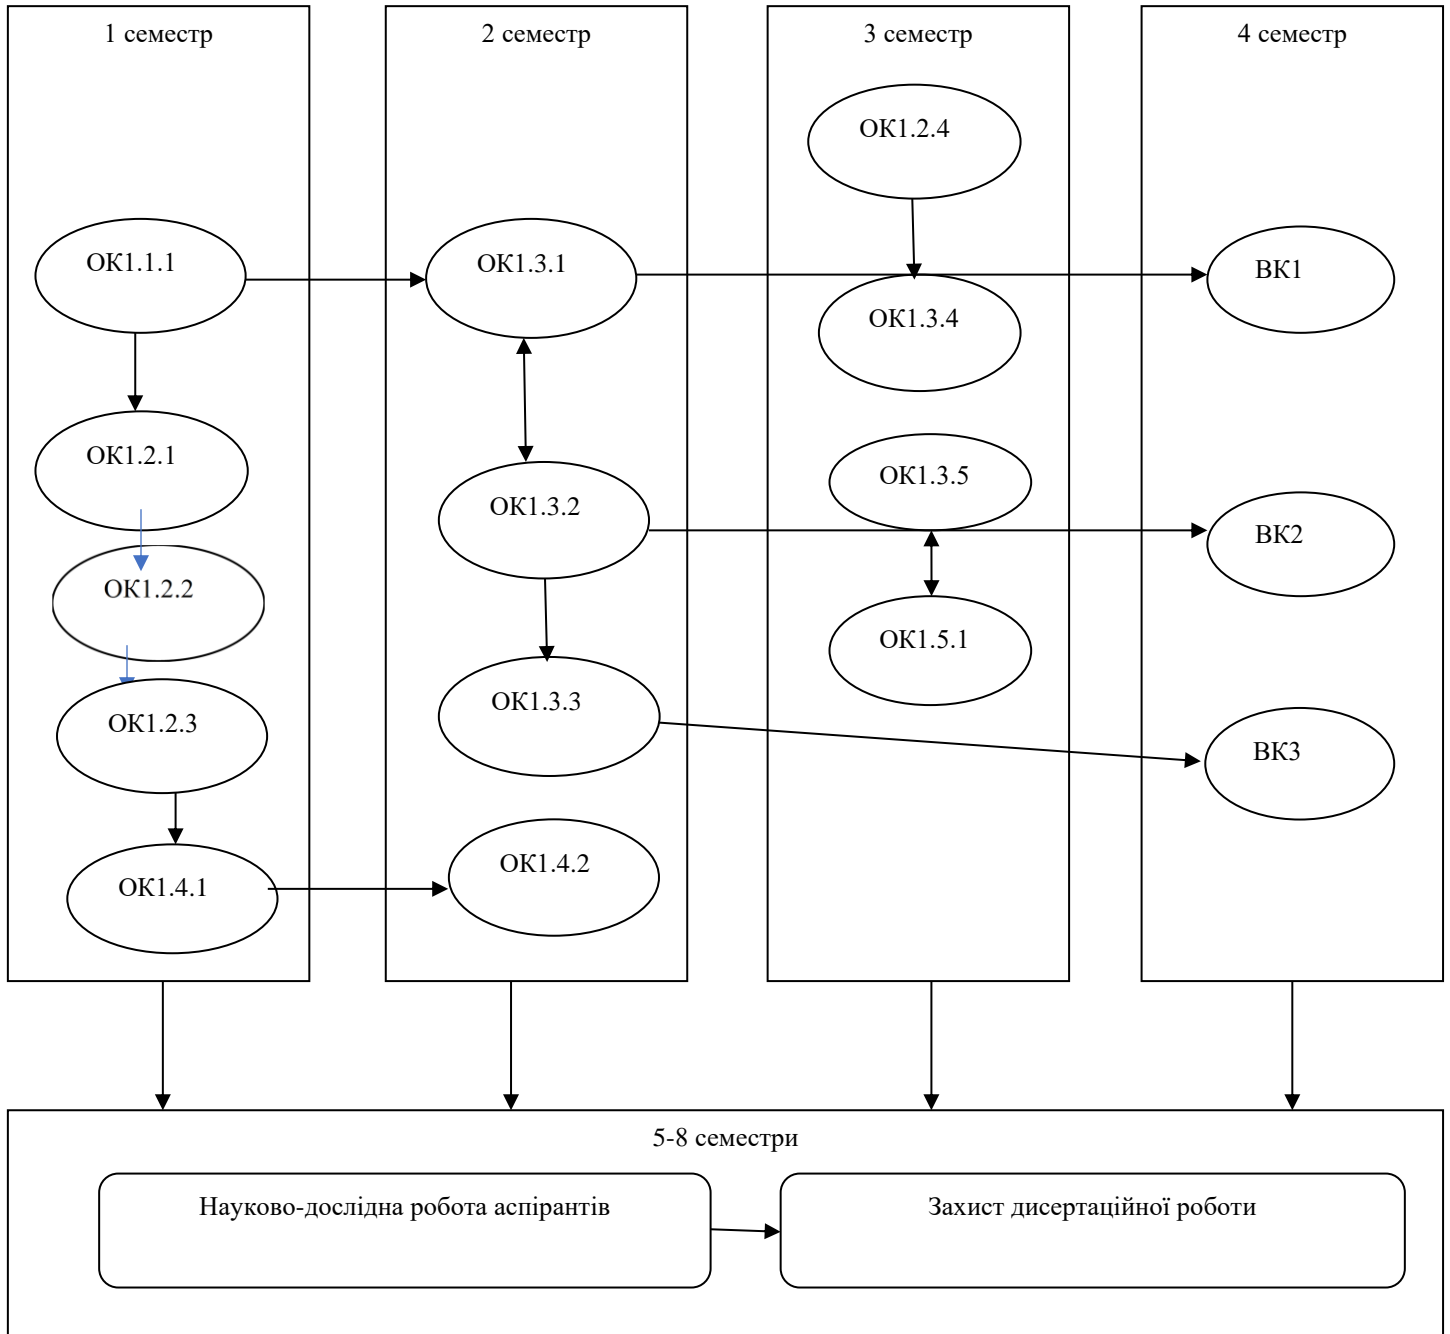 1 семестр
2 семестр
3 семестр
4 семестр
ОК1.1.1
ОК1.2.1
ОК1.2.2
ОК1.2.3
ОК1.4.1
ОК1.3.1
ОК1.3.2
ОК1.3.3
ОК1.4.2
ОК1.2.4
ОК1.3.4
ОК1.3.5
ОК1.5.1
ВК1
ВК2
ВК3
5-8 семестри
Науково-дослідна робота аспірантів
Захист дисертаційної роботи